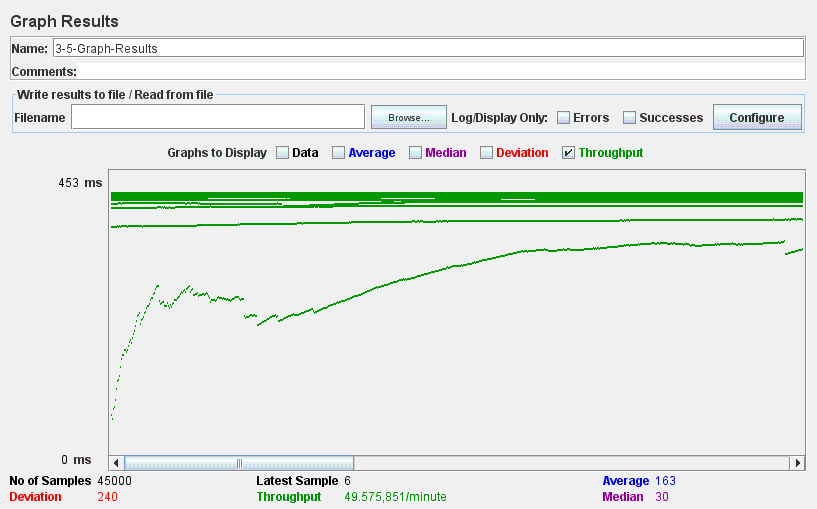 Graph Results
Name: 3-5-Graph-Results
Comments:
Write results to file / Read from file
Filename Browse... Log/Display Only: Errors Successes Configure
Graphs to Display Data Average Median Deviation Throughput
453 ms
0 ms
No of Samples 45000 Latest Sample 6 Average 163
Deviation 240 Throughput 49.575,851/minute Median 30